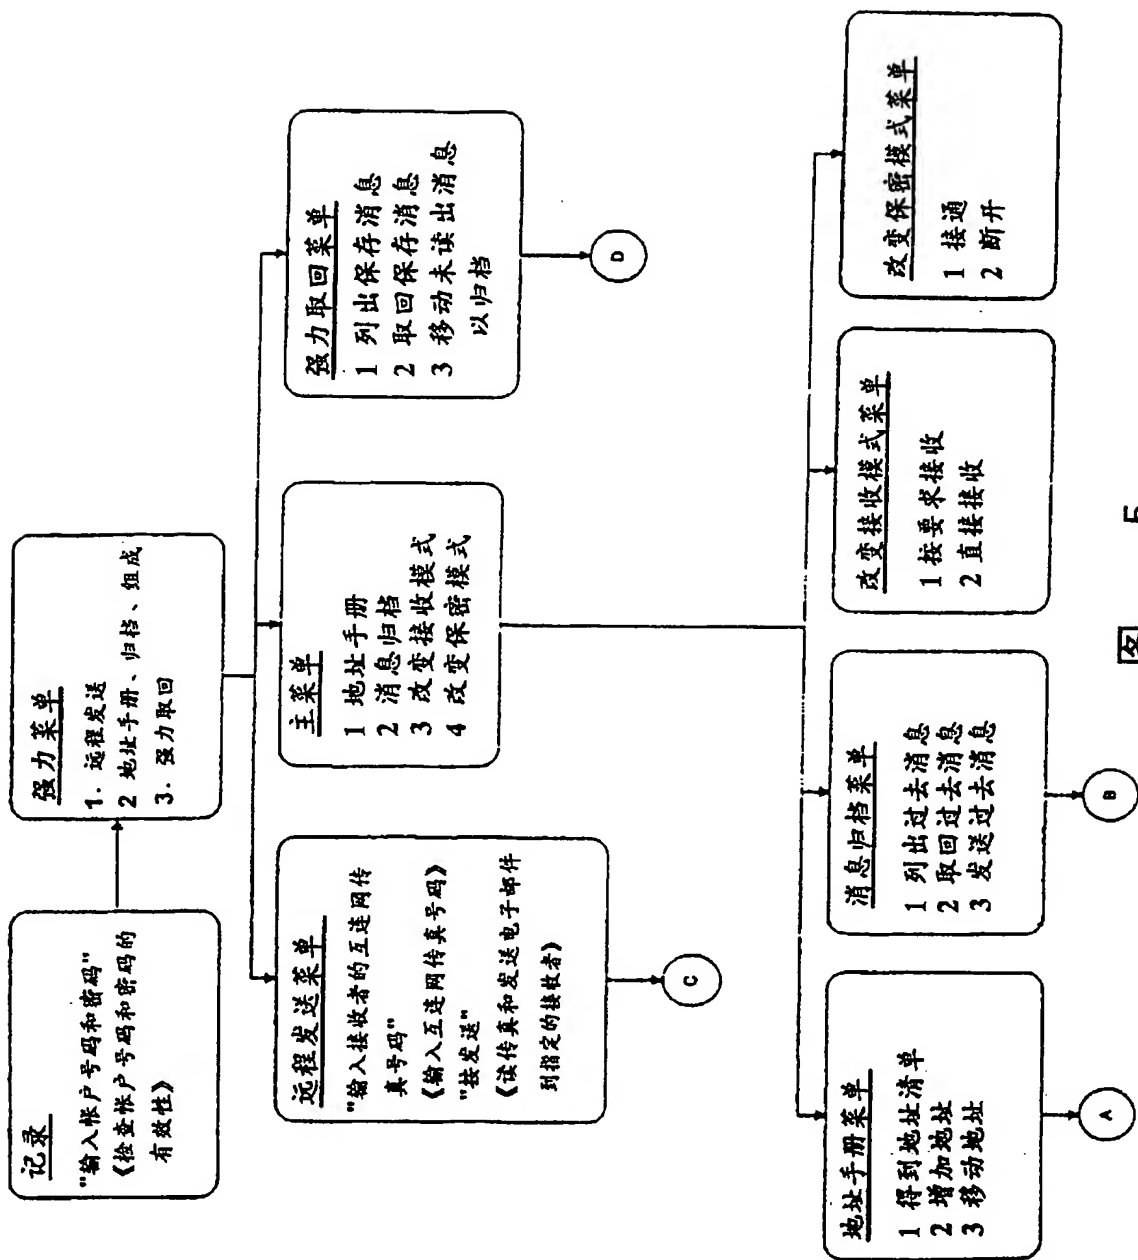 记录
"输入帐户号码和密码"
《检查帐户号码和密码的
有效性》
强力菜单
1. 远程发送
2 地址手册、归档、组成
3. 强力取回
远程发送菜单
"输入接收者的互连网传
真号码"
《输入互连网传真号码》
"按发送"
《读传真和发送电子邮件
到指定的接收者》
C
主菜单
1 地址手册
2 消息归档
3 改变接收模式
4 改变保密模式
强力取回菜单
1 列出保存消息
2 取回保存消息
3 移动未读出消息
以归档
D
地址手册菜单
1 得到地址清单
2 增加地址
3 移动地址
A
消息归档菜单
1 列出过去消息
2 取回过去消息
3 发送过去消息
B
改变接收模式菜单
1 按要求接收
2 直接接收
改变保密模式菜单
1 接通
2 断开
图 5